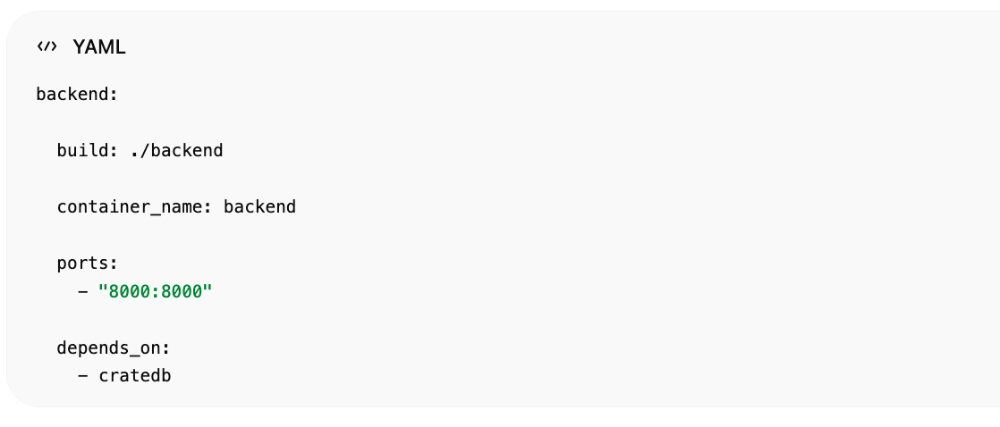 YAML
backend:
  build: ./backend
  container_name: backend
  ports:
    - "8000:8000"
  depends_on:
    - cratedb